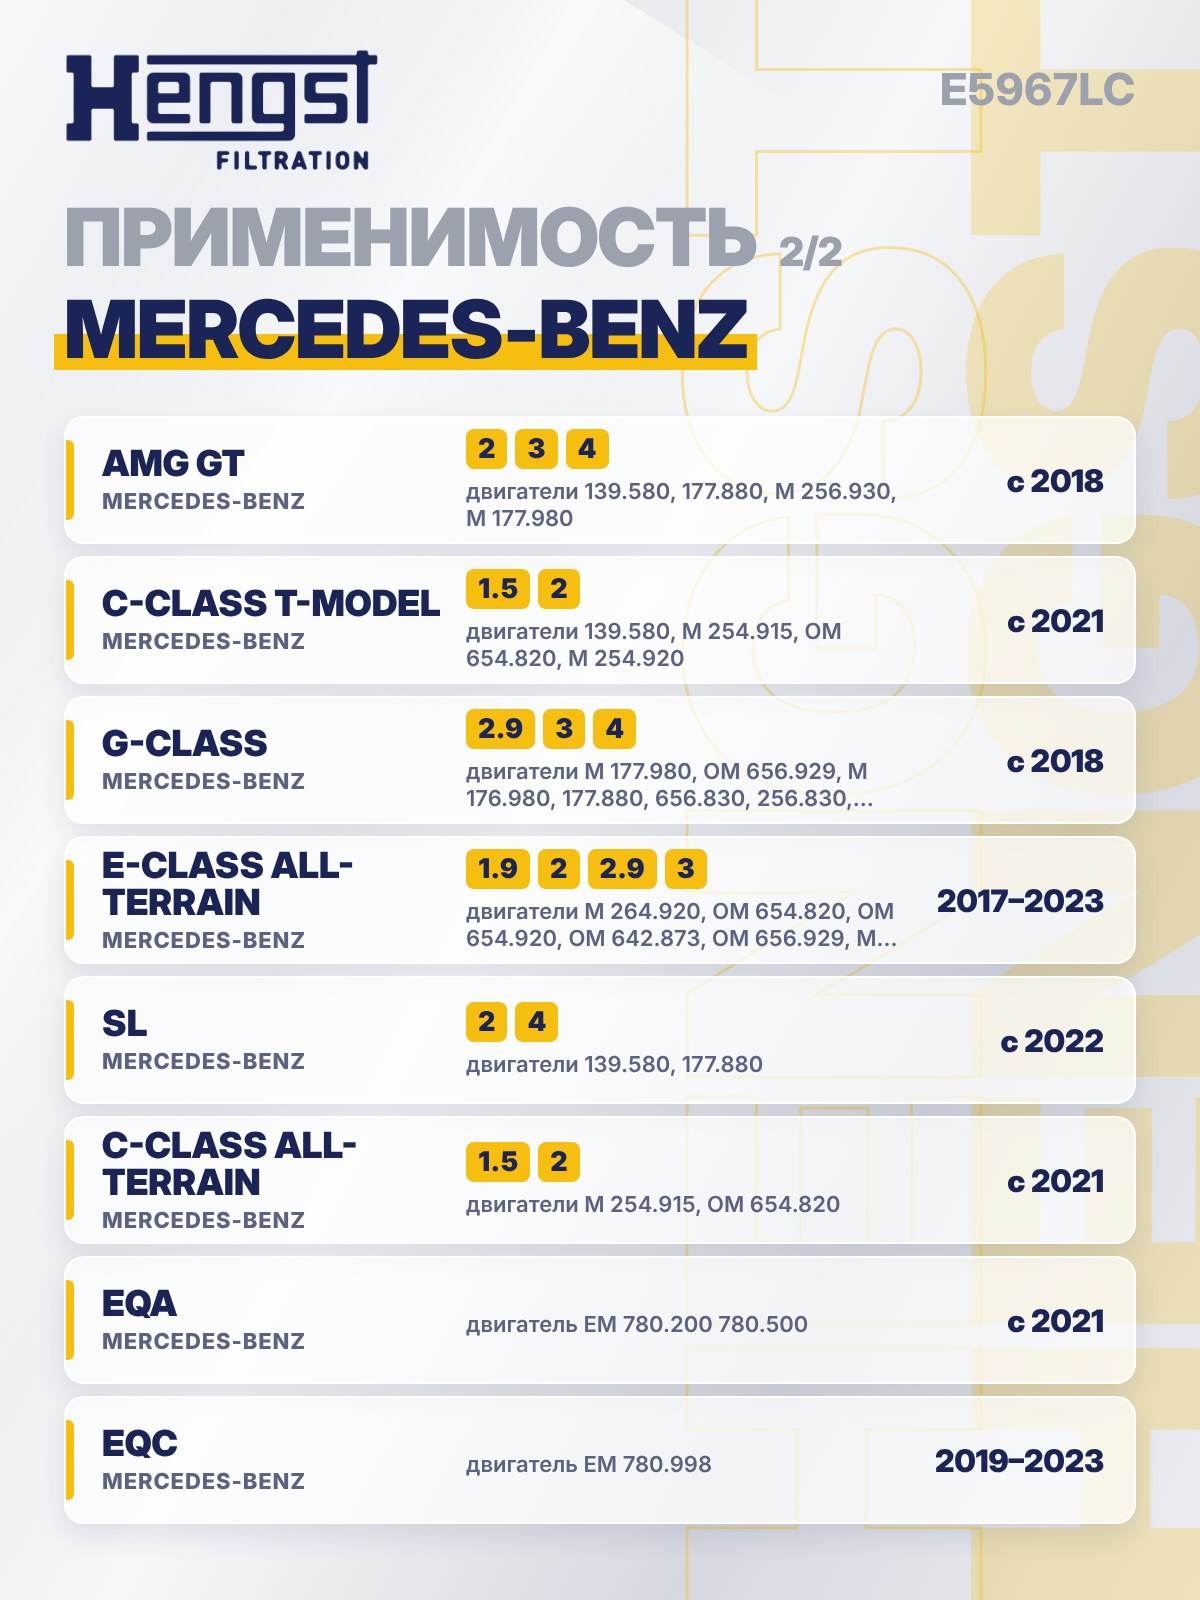 Hengst
FILTRATION
E5967LC
ПРИМЕНИМОСТЬ 2/2
MERCEDES-BENZ
AMG GT
MERCEDES-BENZ
2 3 4
двигатели 139.580, 177.880, M 256.930,
M 177.980
с 2018
C-CLASS T-MODEL
MERCEDES-BENZ
1.5 2
двигатели 139.580, M 254.915, OM
654.820, M 254.920
с 2021
G-CLASS
MERCEDES-BENZ
2.9 3 4
двигатели M 177.980, OM 656.929, M
176.980, 177.880, 656.830, 256.830,...
с 2018
E-CLASS ALL-
TERRAIN
MERCEDES-BENZ
1.9 2 2.9 3
двигатели M 264.920, OM 654.820, OM
654.920, OM 642.873, OM 656.929, M...
2017–2023
SL
MERCEDES-BENZ
2 4
двигатели 139.580, 177.880
с 2022
C-CLASS ALL-
TERRAIN
MERCEDES-BENZ
1.5 2
двигатели M 254.915, OM 654.820
с 2021
EQA
MERCEDES-BENZ
двигатель EM 780.200 780.500
с 2021
EQC
MERCEDES-BENZ
двигатель EM 780.998
2019–2023
HENGST
HENGST